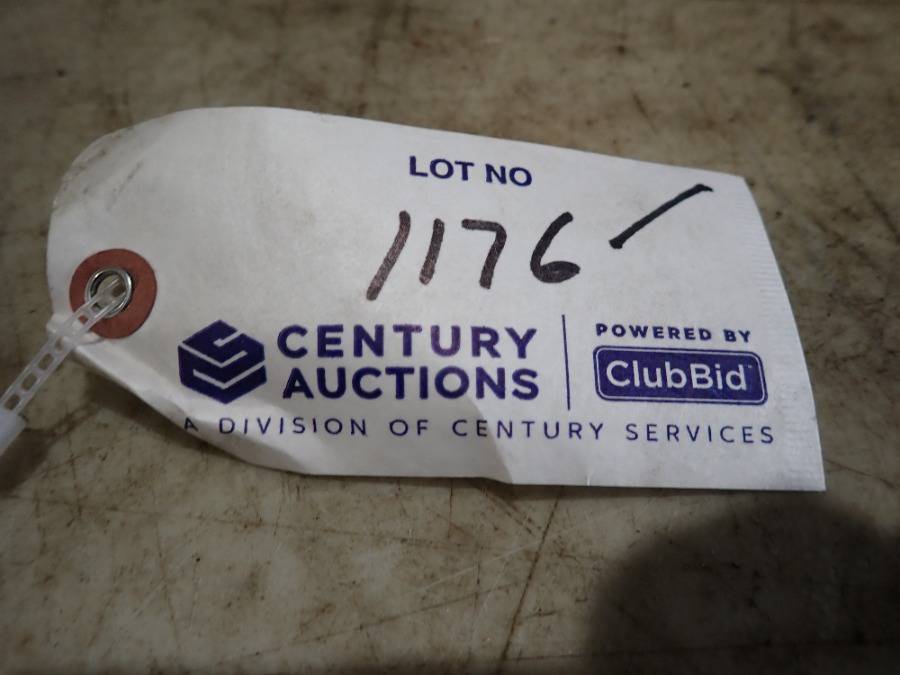 LOT NO
1176
CENTURY
AUCTIONS
POWERED BY
ClubBid
A DIVISION OF CENTURY SERVICES